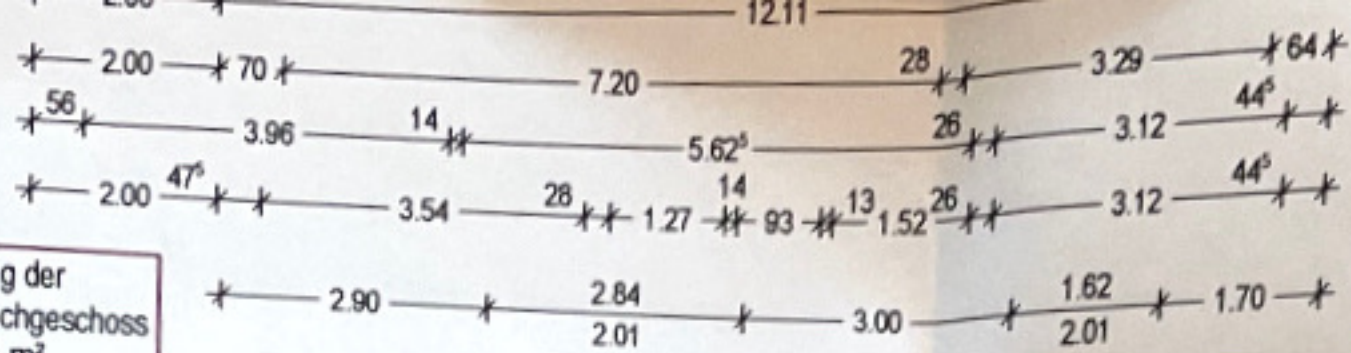 12.11
2.00 70 7.20 28 3.29 64
56 3.96 14 5.62⁵ 26 3.12 44⁵
2.00 47⁵ 3.54 28 1.27 14 93 13 1.52 26 3.12 44⁵
2.90 2.84 3.00 1.62 1.70
2.01 2.01
g der
chgeschoss
m²